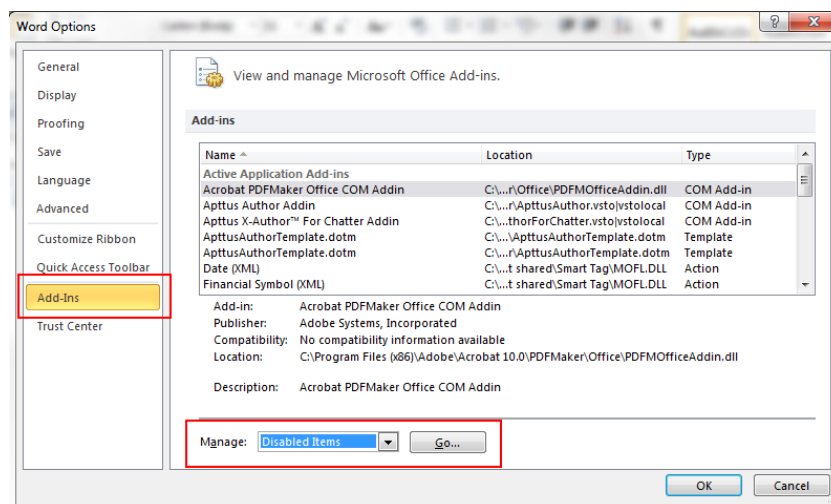 Word Options
General
Display
Proofing
Save
Language
Advanced
Customize Ribbon
Quick Access Toolbar
Add-Ins
Trust Center
View and manage Microsoft Office Add-ins.
Add-ins
Name Location Type
Active Application Add-ins
Acrobat PDFMaker Office COM Addin C:\...r\Office\PDFMOfficeAddin.dll COM Add-in
Apttus Author Addin C:\...r\ApttusAuthor.vsto|vstolocal COM Add-in
Apttus X-Author™ For Chatter Addin C:\...thorForChatter.vsto|vstolocal COM Add-in
ApttusAuthorTemplate.dotm C:\...\ApttusAuthorTemplate.dotm Template
ApttusAuthorTemplate.dotm C:\...r\ApttusAuthorTemplate.dotm Template
Date (XML) C:\...t shared\Smart Tag\MOFL.DLL Action
Financial Symbol (XML) C:\...t shared\Smart Tag\MOFL.DLL Action
Add-in: Acrobat PDFMaker Office COM Addin
Publisher: Adobe Systems, Incorporated
Compatibility: No compatibility information available
Location: C:\Program Files (x86)\Adobe\Acrobat 10.0\PDFMaker\Office\PDFMOfficeAddin.dll
Description: Acrobat PDFMaker Office COM Addin
Manage: Disabled Items Go...
OK Cancel